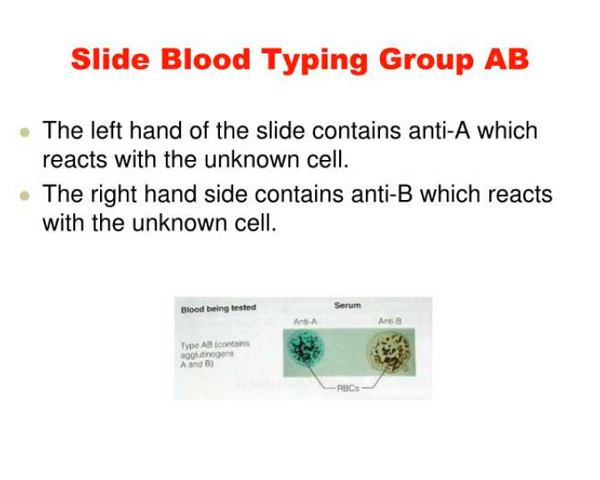 Slide Blood Typing Group AB
The left hand of the slide contains anti-A which
reacts with the unknown cell.
The right hand side contains anti-B which reacts
with the unknown cell.
Blood being tested
Serum
Anti-A
Anti-B
Type AB (contains
agglutinogens
A and B)
RBCs